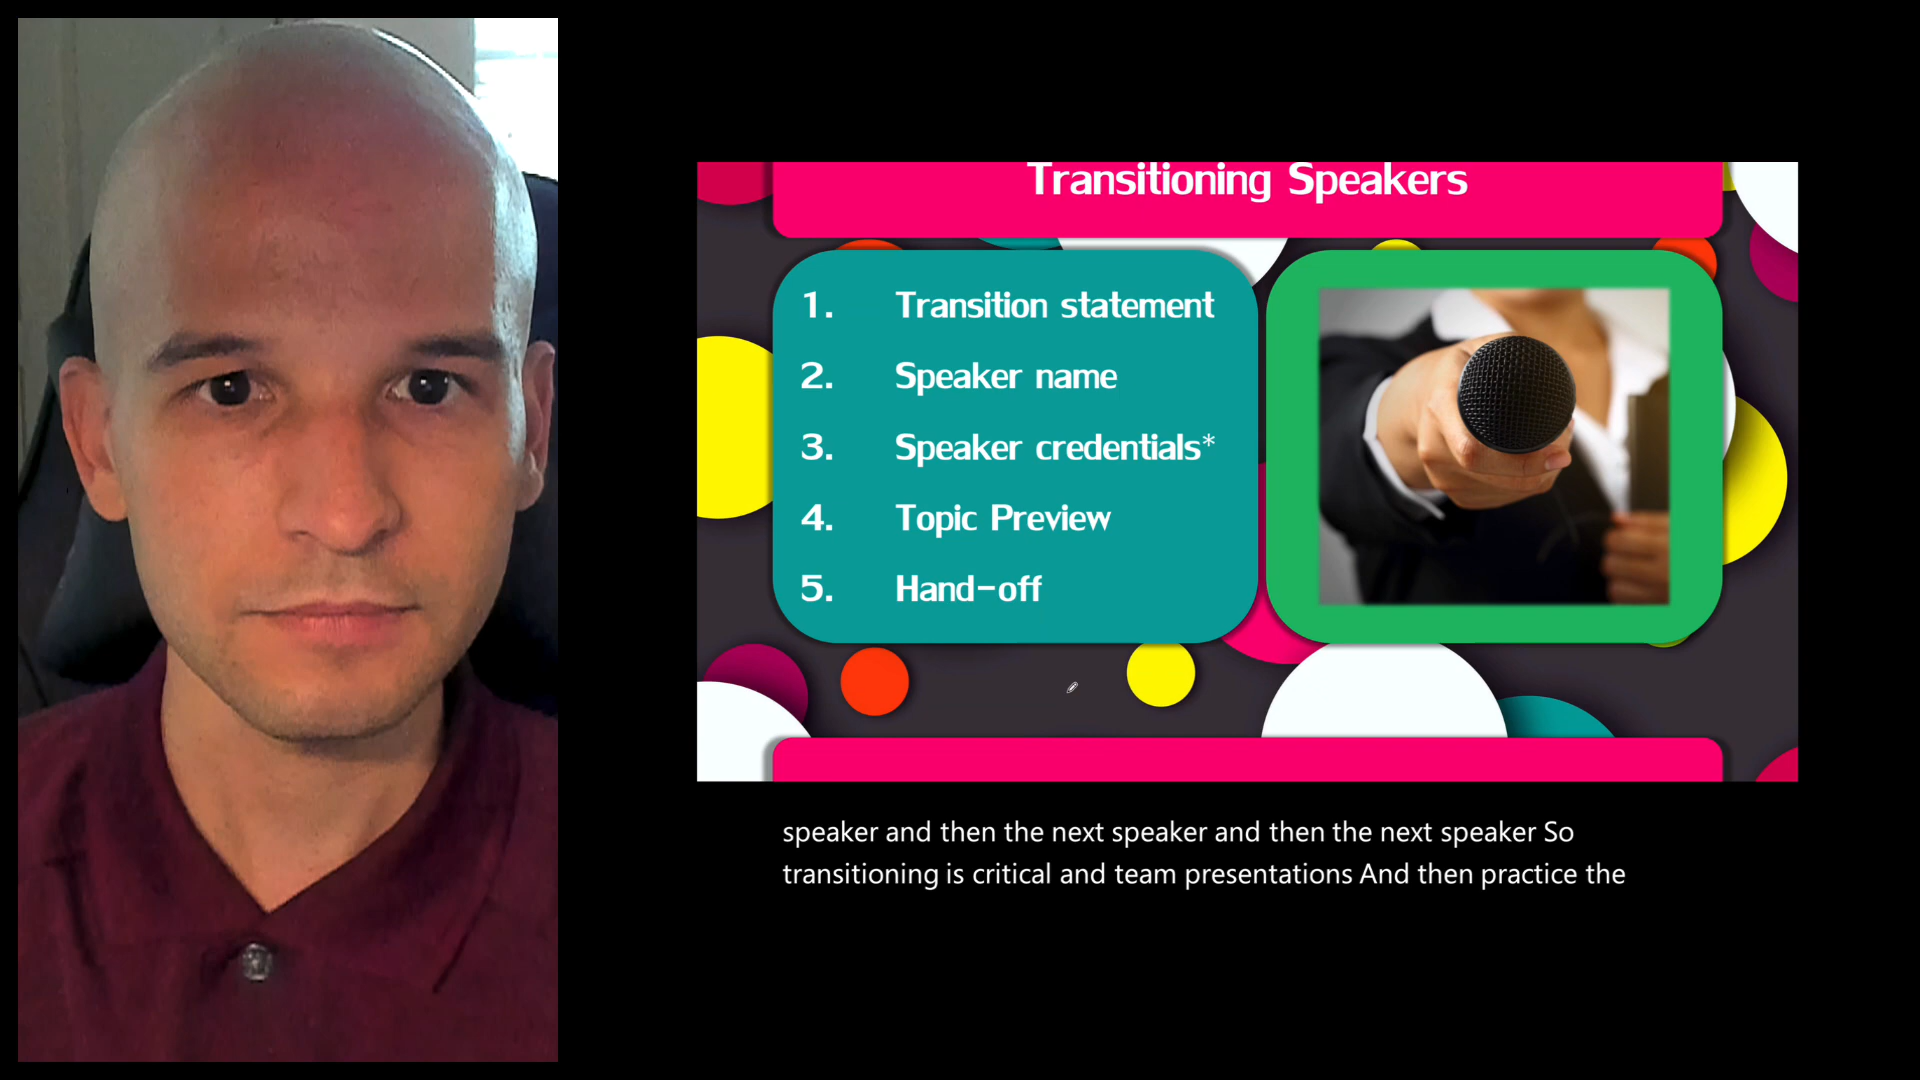 Transitioning Speakers
1. Transition statement
2. Speaker name
3. Speaker credentials*
4. Topic Preview
5. Hand-off
speaker and then the next speaker and then the next speaker So
transitioning is critical and team presentations And then practice the